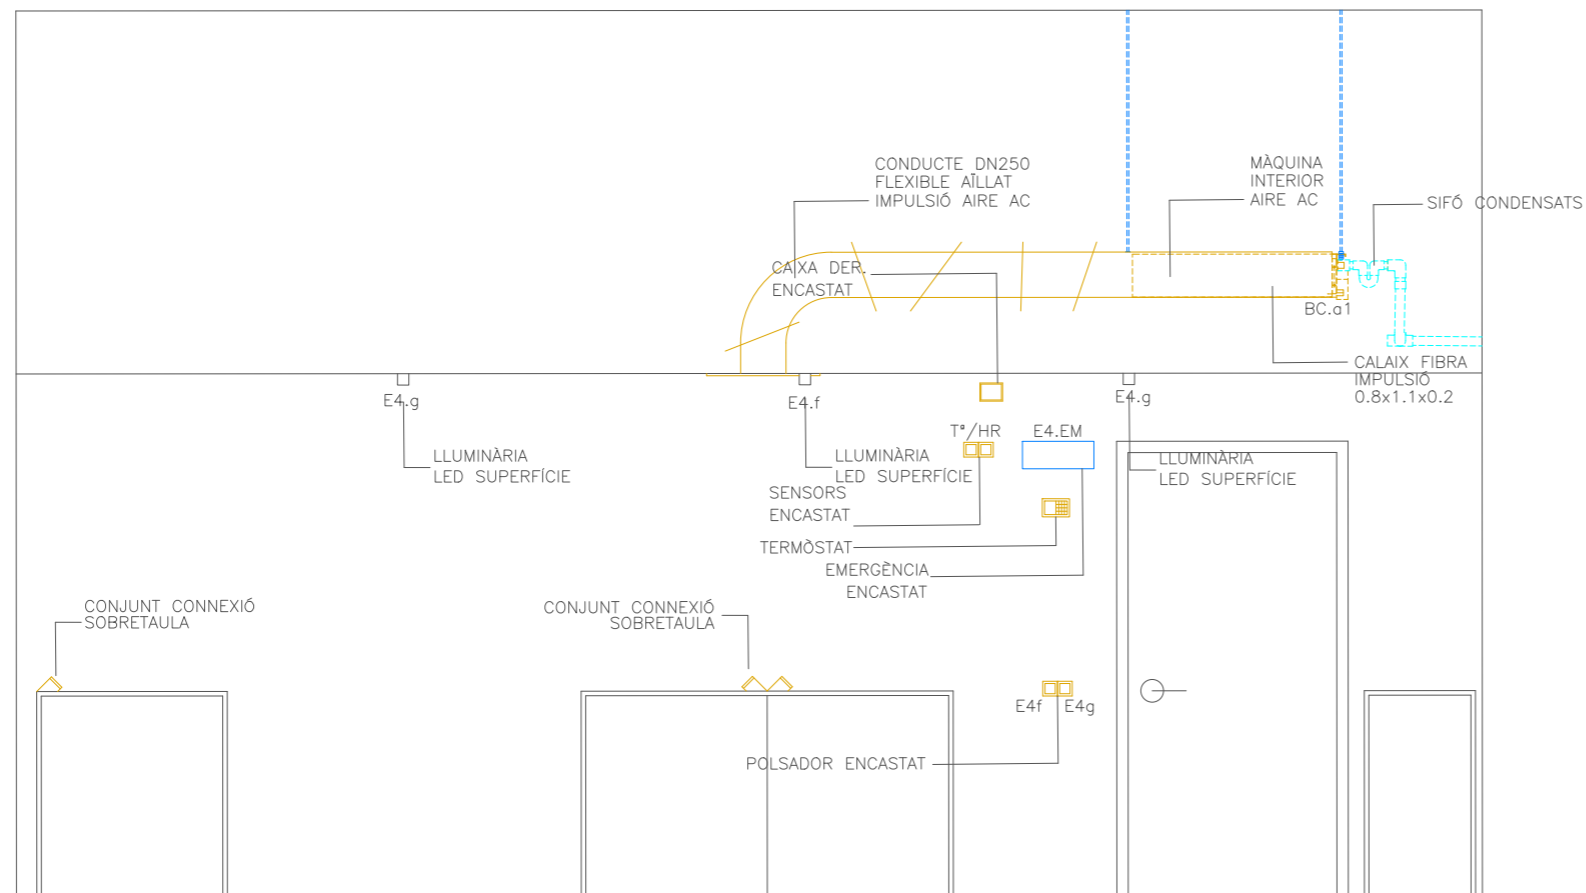 CONDUCTE DN250
FLEXIBLE AÏLLAT
IMPULSIÓ AIRE AC
MÀQUINA
INTERIOR
AIRE AC
SIFÓ CONDENSATS
CAIXA DER.
ENCASTAT
BC.a1
CALAIX FIBRA
IMPULSIÓ
0.8x1.1x0.2
E4.g
E4.f
E4.g
LLUMINÀRIA
LED SUPERFÍCIE
LLUMINÀRIA
LED SUPERFÍCIE
LLUMINÀRIA
LED SUPERFÍCIE
T°/HR
E4.EM
SENSORS
ENCASTAT
TERMÒSTAT
EMERGÈNCIA
ENCASTAT
CONJUNT CONNEXIÓ
SOBRETAULA
CONJUNT CONNEXIÓ
SOBRETAULA
E4f
E4g
POLSADOR ENCASTAT